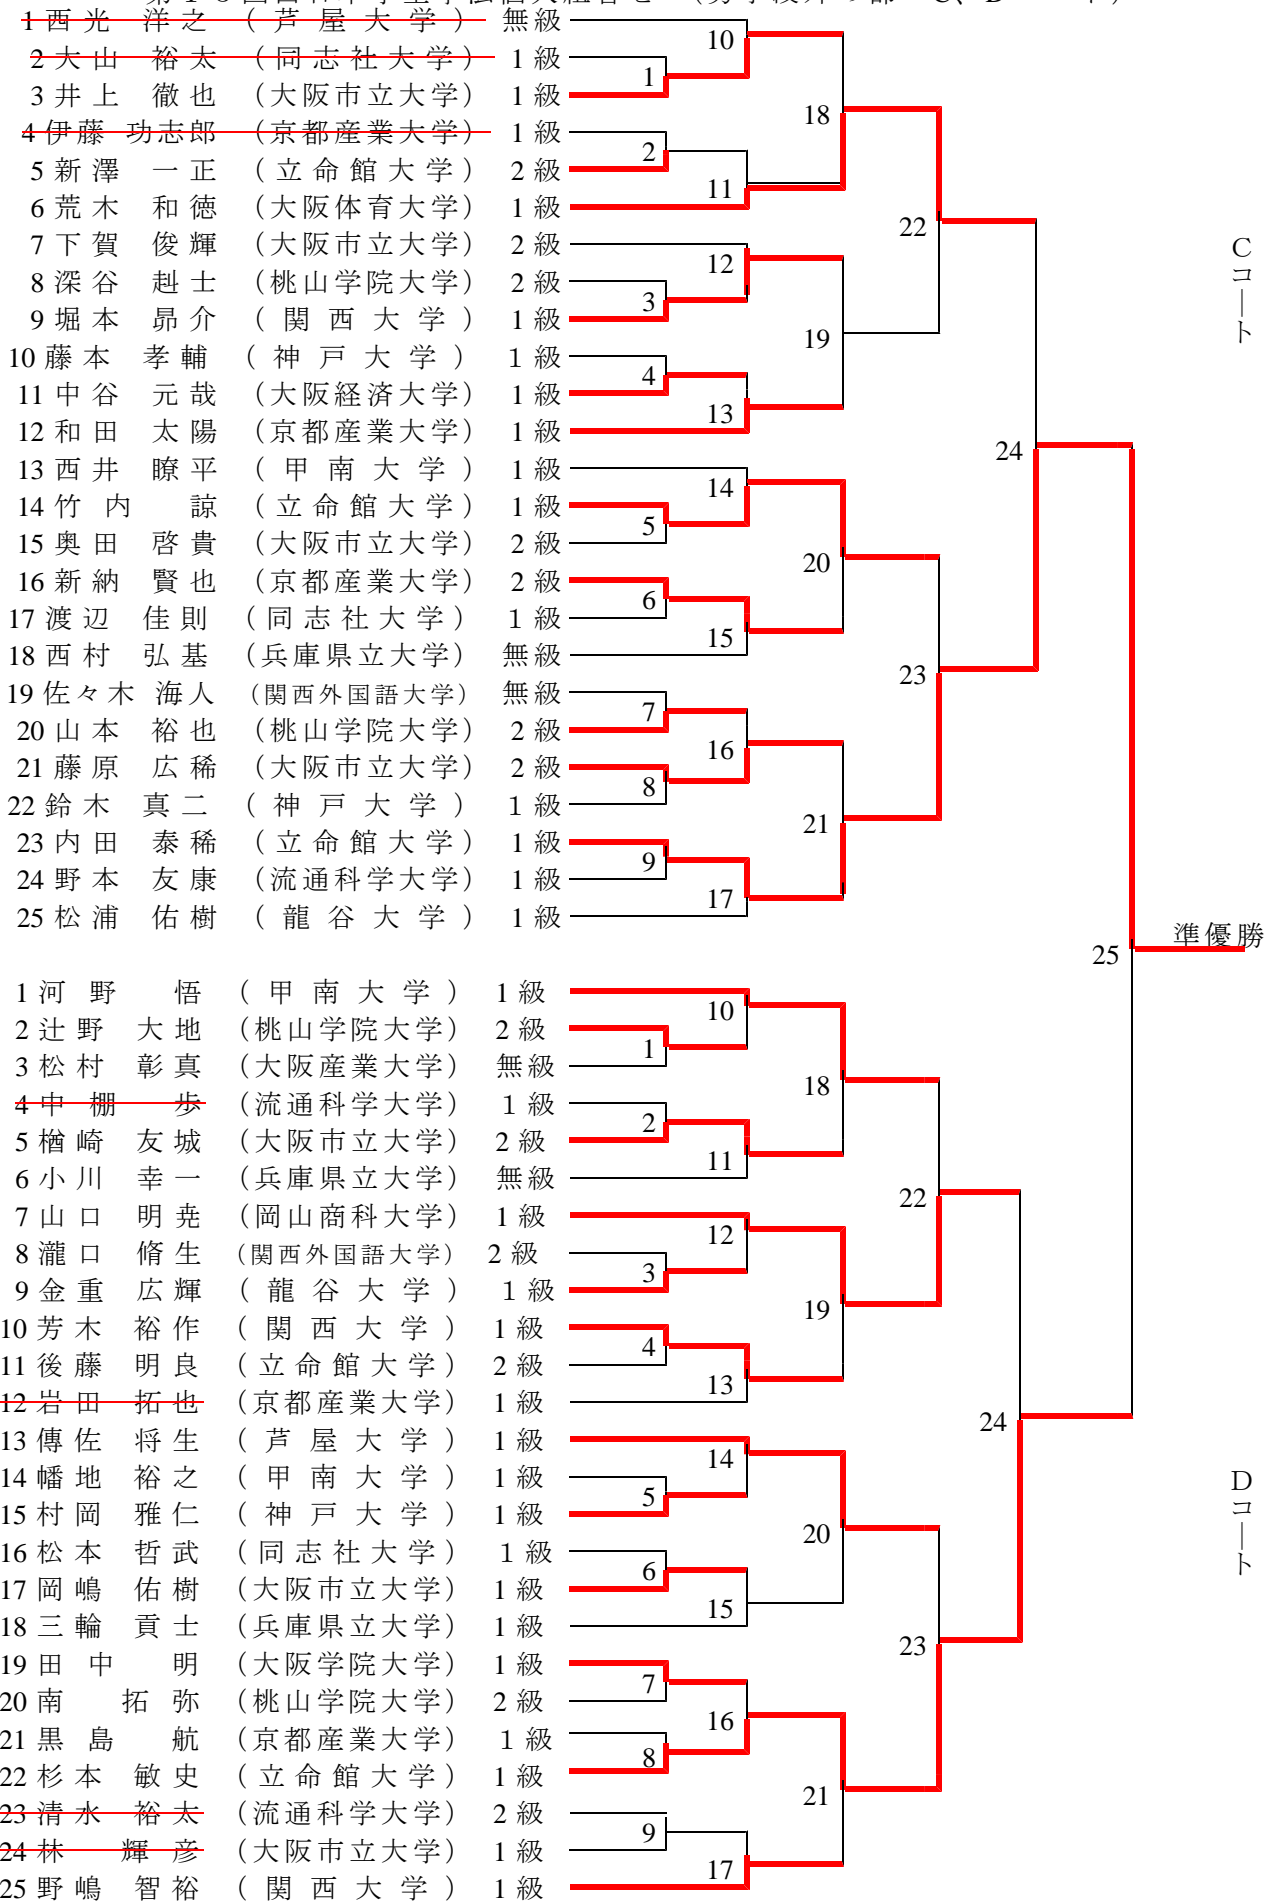 1 西光 洋之 (芦屋大学) 無級
2 大山 裕太 (同志社大学) 1 級
3 井上 徹也 (大阪市立大学) 1 級
4 伊藤 功志郎 (京都産業大学) 1 級
5 新澤 一正 (立命館大学) 2 級
6 荒木 和徳 (大阪体育大学) 1 級
7 下賀 俊輝 (大阪市立大学) 2 級
8 深谷 赳士 (桃山学院大学) 2 級
9 堀本 昴介 (関西大学) 1 級
10 藤本 孝輔 (神戸大学) 1 級
11 中谷 元哉 (大阪経済大学) 1 級
12 和田 太陽 (京都産業大学) 1 級
13 西井 瞭平 (甲南大学) 1 級
14 竹内 諒 (立命館大学) 1 級
15 奥田 啓貴 (大阪市立大学) 2 級
16 新納 賢也 (京都産業大学) 2 級
17 渡辺 佳則 (同志社大学) 1 級
18 西村 弘基 (兵庫県立大学) 無級
19 佐々木 海人 (関西外国語大学) 無級
20 山本 裕也 (桃山学院大学) 2 級
21 藤原 広稀 (大阪市立大学) 2 級
22 鈴木 真二 (神戸大学) 1 級
23 内田 泰稀 (立命館大学) 1 級
24 野本 友康 (流通科学大学) 1 級
25 松浦 佑樹 (龍谷大学) 1 級
1
2
3
4
5
6
7
8
9
10
11
12
13
14
15
16
17
18
19
20
21
22
23
24
Cコート
25
準優勝
1 河野 悟 (甲南大学) 1 級
2 辻野 大地 (桃山学院大学) 2 級
3 松村 彰真 (大阪産業大学) 無級
4 中棚 歩 (流通科学大学) 1 級
5 楢崎 友城 (大阪市立大学) 2 級
6 小川 幸一 (兵庫県立大学) 無級
7 山口 明尭 (岡山商科大学) 1 級
8 瀧口 脩生 (関西外国語大学) 2 級
9 金重 広輝 (龍谷大学) 1 級
10 芳木 裕作 (関西大学) 1 級
11 後藤 明良 (立命館大学) 2 級
12 岩田 拓也 (京都産業大学) 1 級
13 傳佐 将生 (芦屋大学) 1 級
14 幡地 裕之 (甲南大学) 1 級
15 村岡 雅仁 (神戸大学) 1 級
16 松本 哲武 (同志社大学) 1 級
17 岡嶋 佑樹 (大阪市立大学) 1 級
18 三輪 貢士 (兵庫県立大学) 1 級
19 田中 明 (大阪学院大学) 1 級
20 南 拓弥 (桃山学院大学) 2 級
21 黒島 航 (京都産業大学) 1 級
22 杉本 敏史 (立命館大学) 1 級
23 清水 裕太 (流通科学大学) 2 級
24 林 輝彦 (大阪市立大学) 1 級
25 野嶋 智裕 (関西大学) 1 級
1
2
3
4
5
6
7
8
9
10
11
12
13
14
15
16
17
18
19
20
21
22
23
24
Dコート